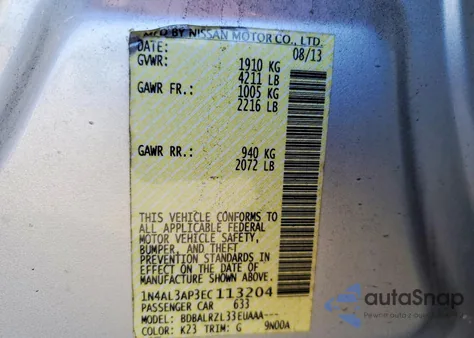 MFD BY NISSAN MOTOR CO., LTD.
DATE: 08/13
GVWR: 1910 KG
4211 LB
GAWR FR.: 1005 KG
2216 LB
GAWR RR.: 940 KG
2072 LB
THIS VEHICLE CONFORMS TO
ALL APPLICABLE FEDERAL
MOTOR VEHICLE SAFETY,
BUMPER, AND THEFT
PREVENTION STANDARDS IN
EFFECT ON THE DATE OF
MANUFACTURE SHOWN ABOVE.
1N4AL3AP3EC113204
PASSENGER CAR 633
MODEL: BDBALRZL33EUAAA---
COLOR: K23 TRIM: G 9N00A
autoSnap